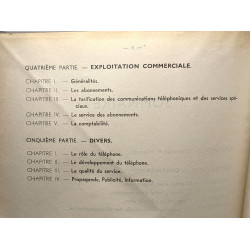 QUATRIÈME PARTIE. — EXPLOITATION COMMERCIALE.
CHAPITRE I. — Généralités.
CHAPITRE II. — Les abonnements.
CHAPITRE III. — La tarification des communications téléphoniques et des services spé-
ciaux.
CHAPITRE IV. — Le service des abonnements.
CHAPITRE V. — La comptabilité.
CINQUIÈME PARTIE. — DIVERS.
CHAPITRE I. — Le rôle du téléphone.
CHAPITRE II. — Le développement du téléphone.
CHAPITRE III. — La qualité du service.
CHAPITRE IV. — Propagande, Publicité, Information.